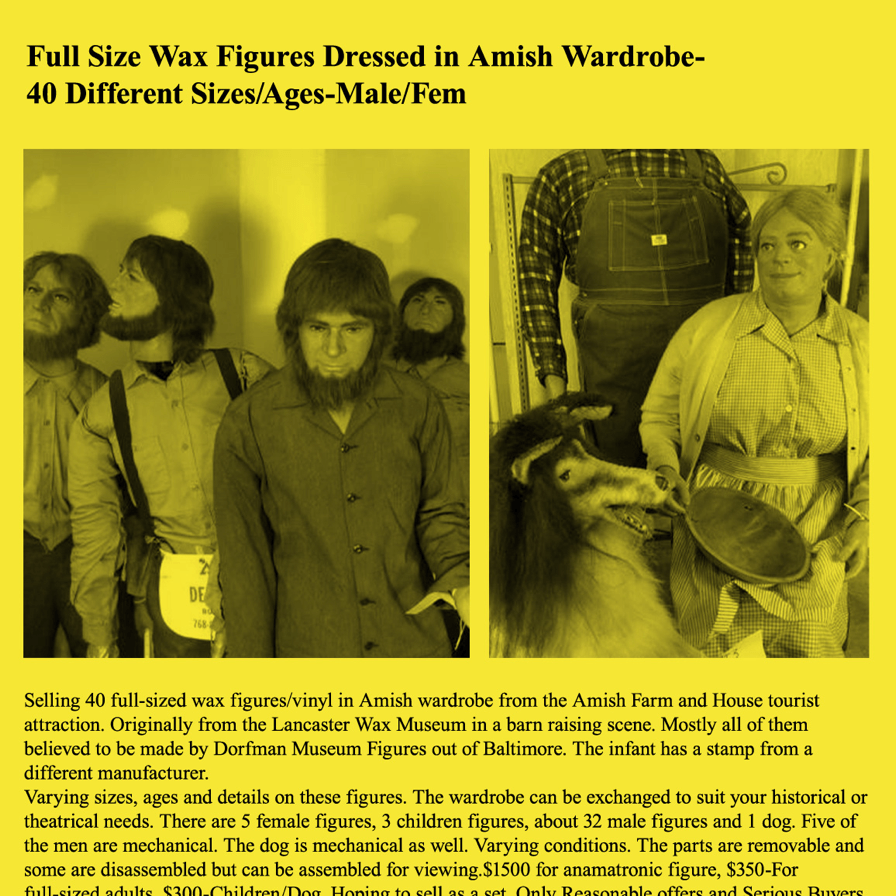 Full Size Wax Figures Dressed in Amish Wardrobe-
40 Different Sizes/Ages-Male/Fem
2
DE
768-
Selling 40 full-sized wax figures/vinyl in Amish wardrobe from the Amish Farm and House tourist
attraction. Originally from the Lancaster Wax Museum in a barn raising scene. Mostly all of them
believed to be made by Dorfman Museum Figures out of Baltimore. The infant has a stamp from a
different manufacturer.
Varying sizes, ages and details on these figures. The wardrobe can be exchanged to suit your historical or
theatrical needs. There are 5 female figures, 3 children figures, about 32 male figures and 1 dog. Five of
the men are mechanical. The dog is mechanical as well. Varying conditions. The parts are removable and
some are disassembled but can be assembled for viewing.$1500 for anamatronic figure, $350-For
full-sized adults, $300-Children/Dog. Hoping to sell as a set. Only Reasonable offers and Serious Buyers